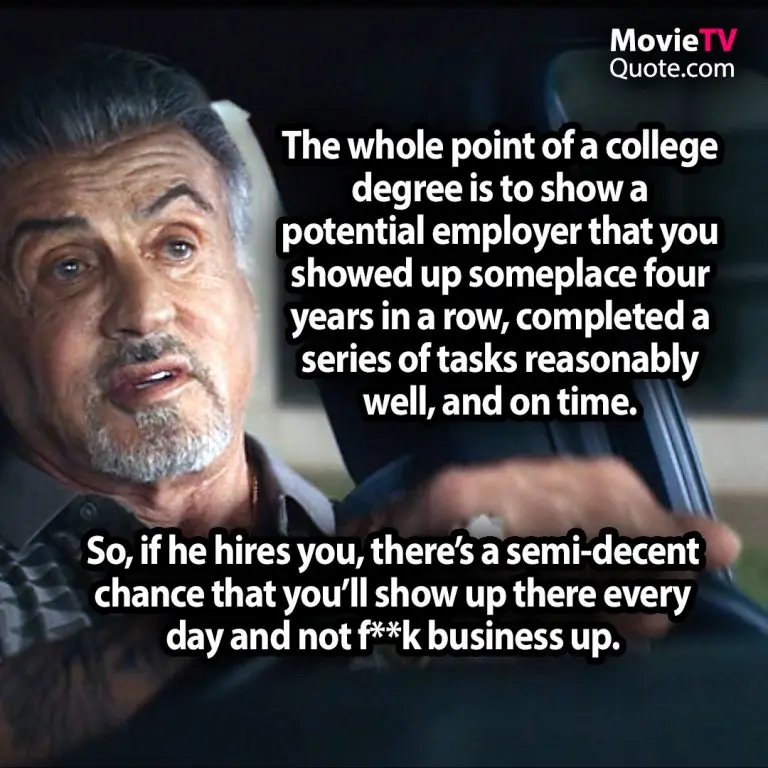 MovieTV
Quote.com
The whole point of a college
degree is to show a
potential employer that you
showed up someplace four
years in a row, completed a
series of tasks reasonably
well, and on time.
So, if he hires you, there's a semi-decent
chance that you'll show up there every
day and not f**k business up.